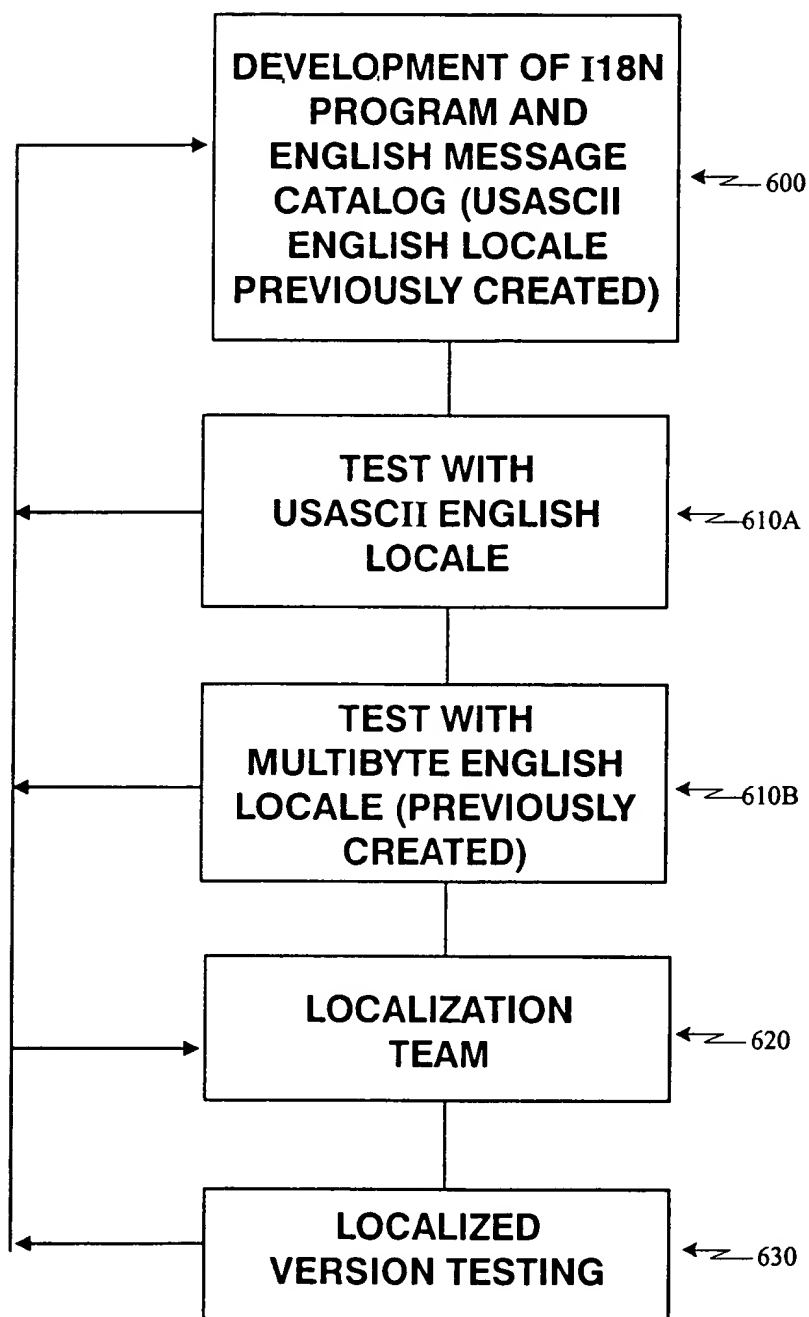 DEVELOPMENT OF I18N
PROGRAM AND
ENGLISH MESSAGE
CATALOG (USASCII
ENGLISH LOCALE
PREVIOUSLY CREATED)
600
TEST WITH
USASCII ENGLISH
LOCALE
610A
TEST WITH
MULTIBYTE ENGLISH
LOCALE (PREVIOUSLY
CREATED)
610B
LOCALIZATION
TEAM
620
LOCALIZED
VERSION TESTING
630